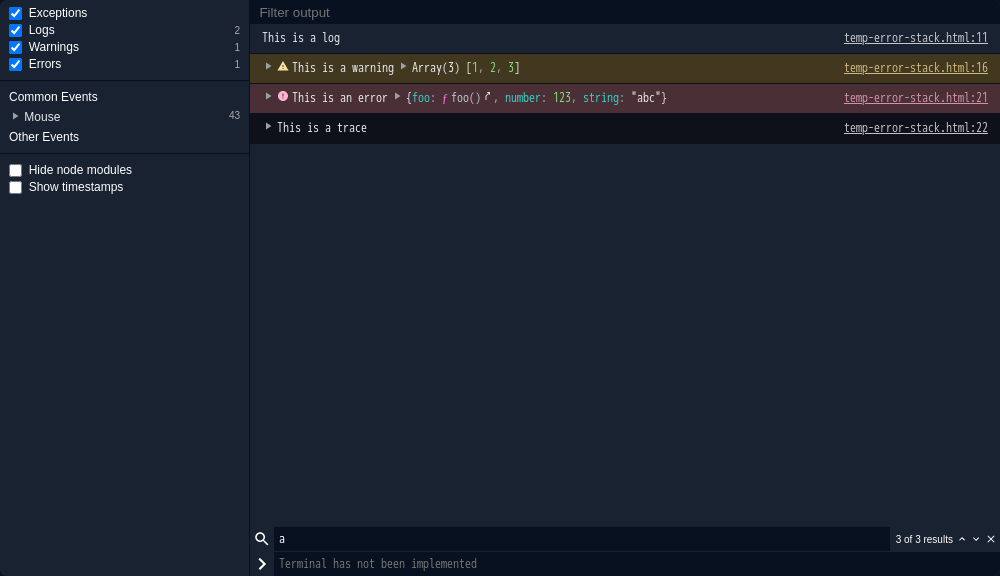 Exceptions
Logs 2
Warnings 1
Errors 1
Common Events
Mouse 43
Other Events
Hide node modules
Show timestamps
Filter output
This is a log temp-error-stack.html:11
This is a warning Array(3) [1, 2, 3] temp-error-stack.html:16
This is an error {foo: ƒ foo(), number: 123, string: "abc"} temp-error-stack.html:21
This is a trace temp-error-stack.html:22
a 3 of 3 results
Terminal has not been implemented